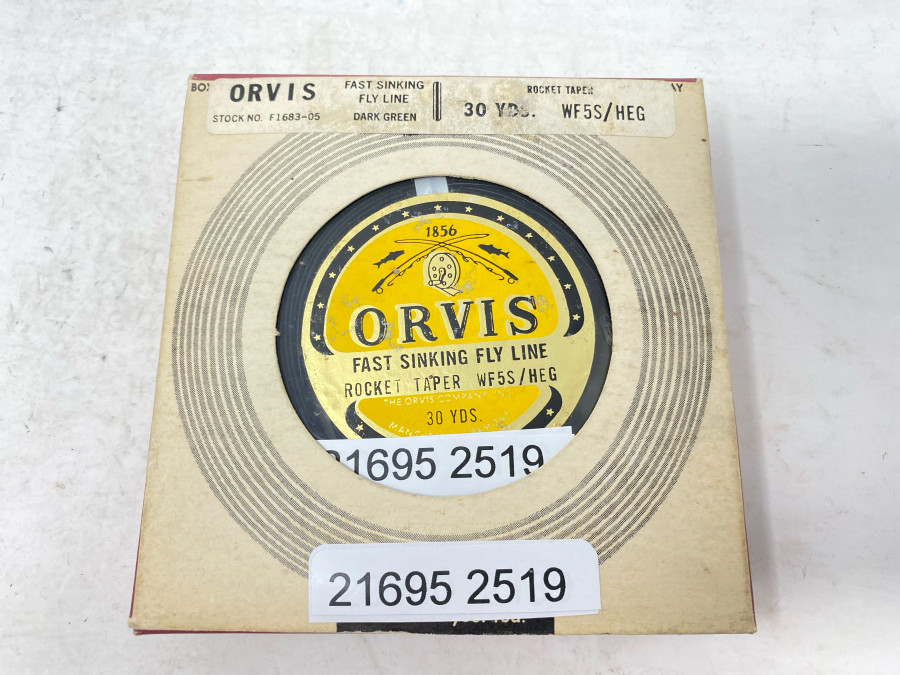 ORVIS
STOCK NO. F1683-05
FAST SINKING
FLY LINE
DARK GREEN
ROCKET TAPER
30 YDS. WF5S/HEG
1856
ORVIS
FAST SINKING FLY LINE
ROCKET TAPER WF5S/HEG
THE ORVIS COMPANY
30 YDS.
21695 2519
21695 2519